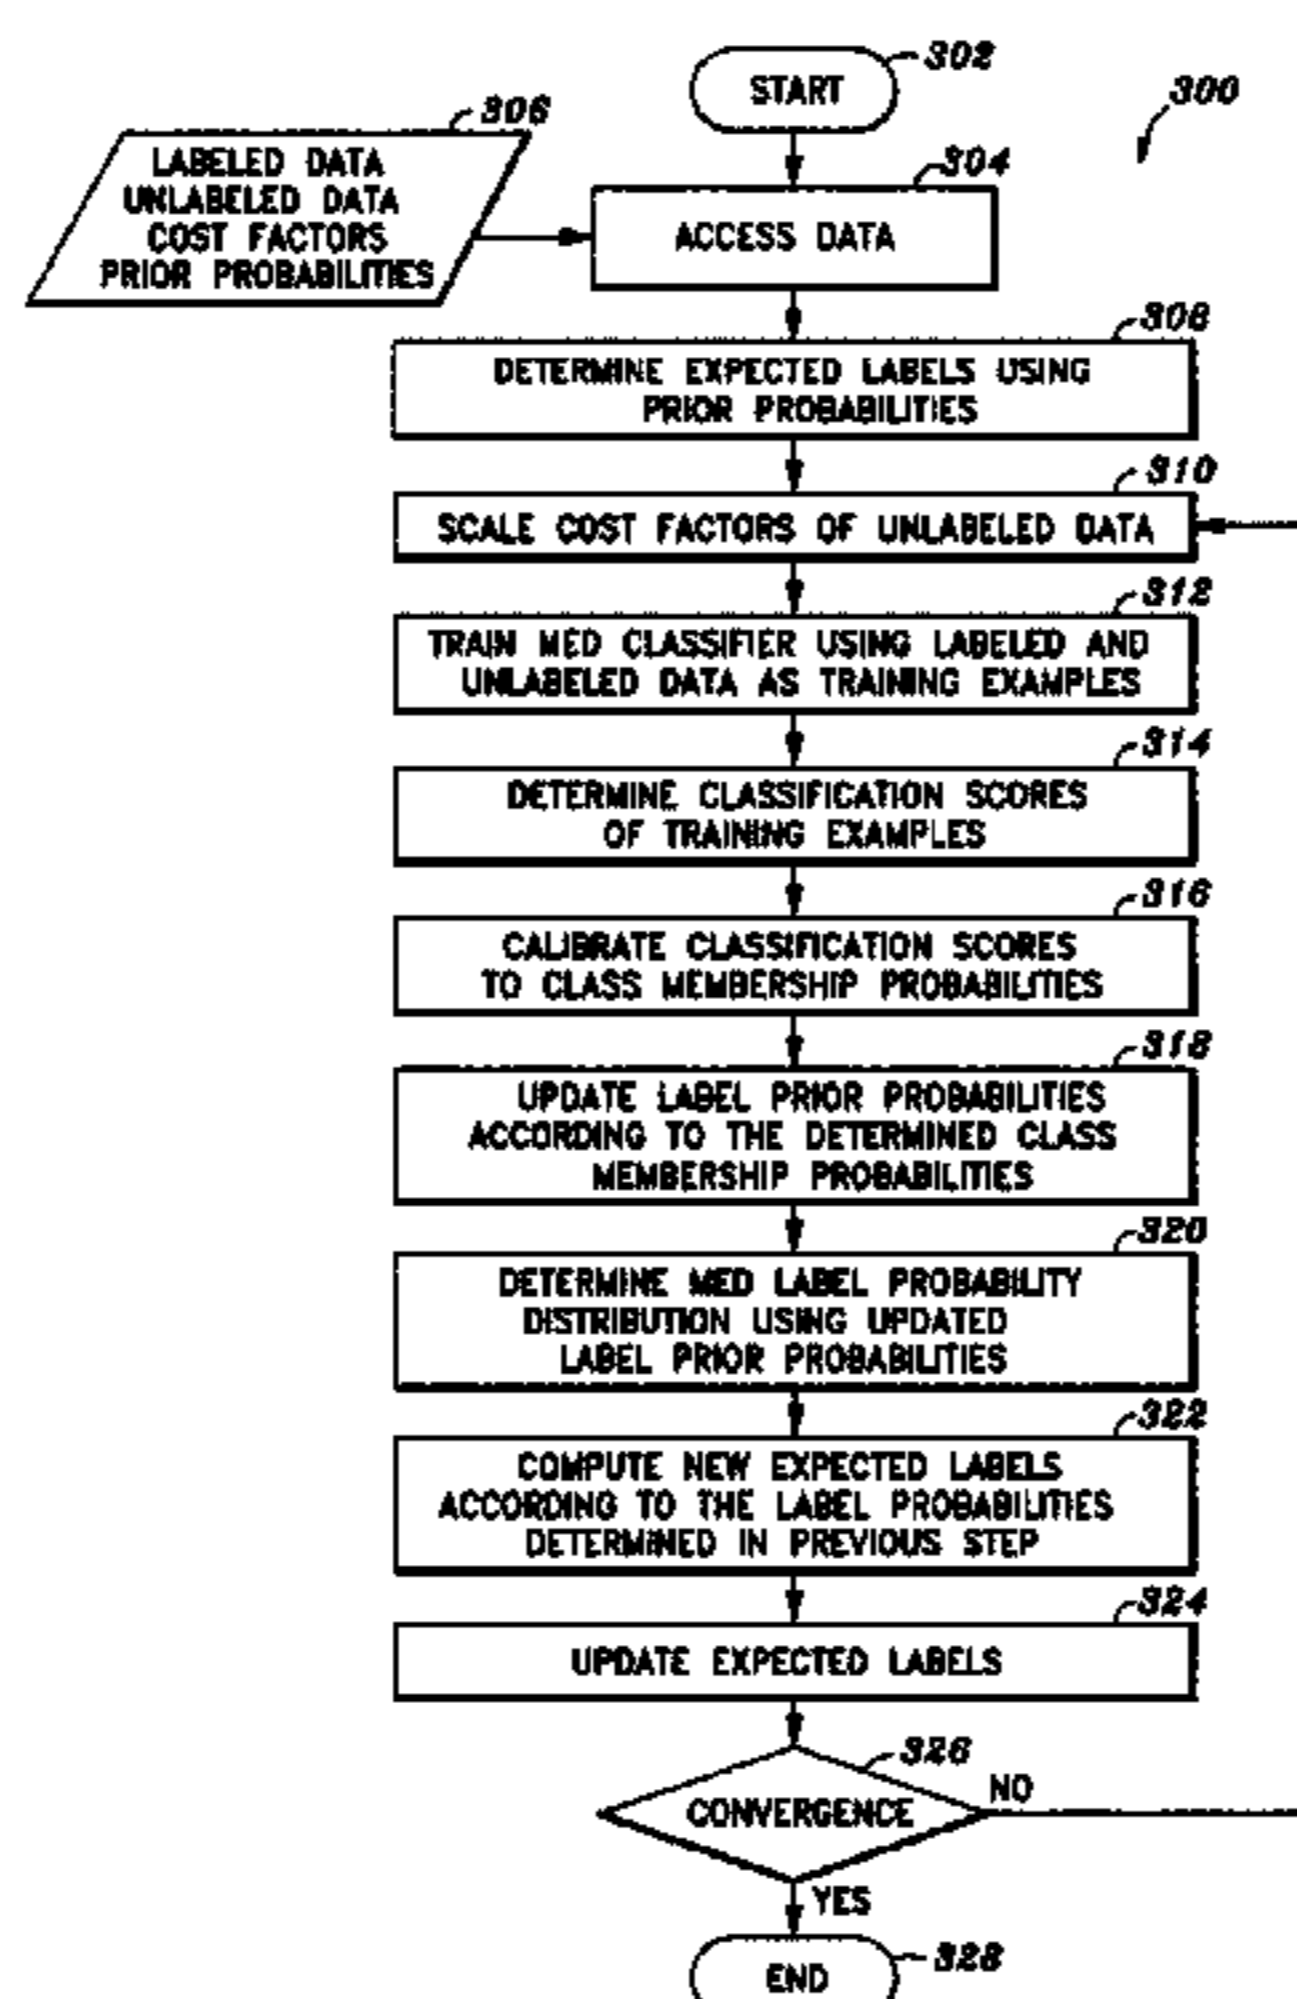 302
START
300
306
LABELED DATA
UNLABELED DATA
COST FACTORS
PRIOR PROBABILITIES
304
ACCESS DATA
308
DETERMINE EXPECTED LABELS USING
PRIOR PROBABILITIES
310
SCALE COST FACTORS OF UNLABELED DATA
312
TRAIN MED CLASSIFIER USING LABELED AND
UNLABELED DATA AS TRAINING EXAMPLES
314
DETERMINE CLASSIFICATION SCORES
OF TRAINING EXAMPLES
316
CALIBRATE CLASSIFICATION SCORES
TO CLASS MEMBERSHIP PROBABILITIES
318
UPDATE LABEL PRIOR PROBABILITIES
ACCORDING TO THE DETERMINED CLASS
MEMBERSHIP PROBABILITIES
320
DETERMINE MED LABEL PROBABILITY
DISTRIBUTION USING UPDATED
LABEL PRIOR PROBABILITIES
322
COMPUTE NEW EXPECTED LABELS
ACCORDING TO THE LABEL PROBABILITIES
DETERMINED IN PREVIOUS STEP
324
UPDATE EXPECTED LABELS
326
CONVERGENCE
NO
YES
END
328